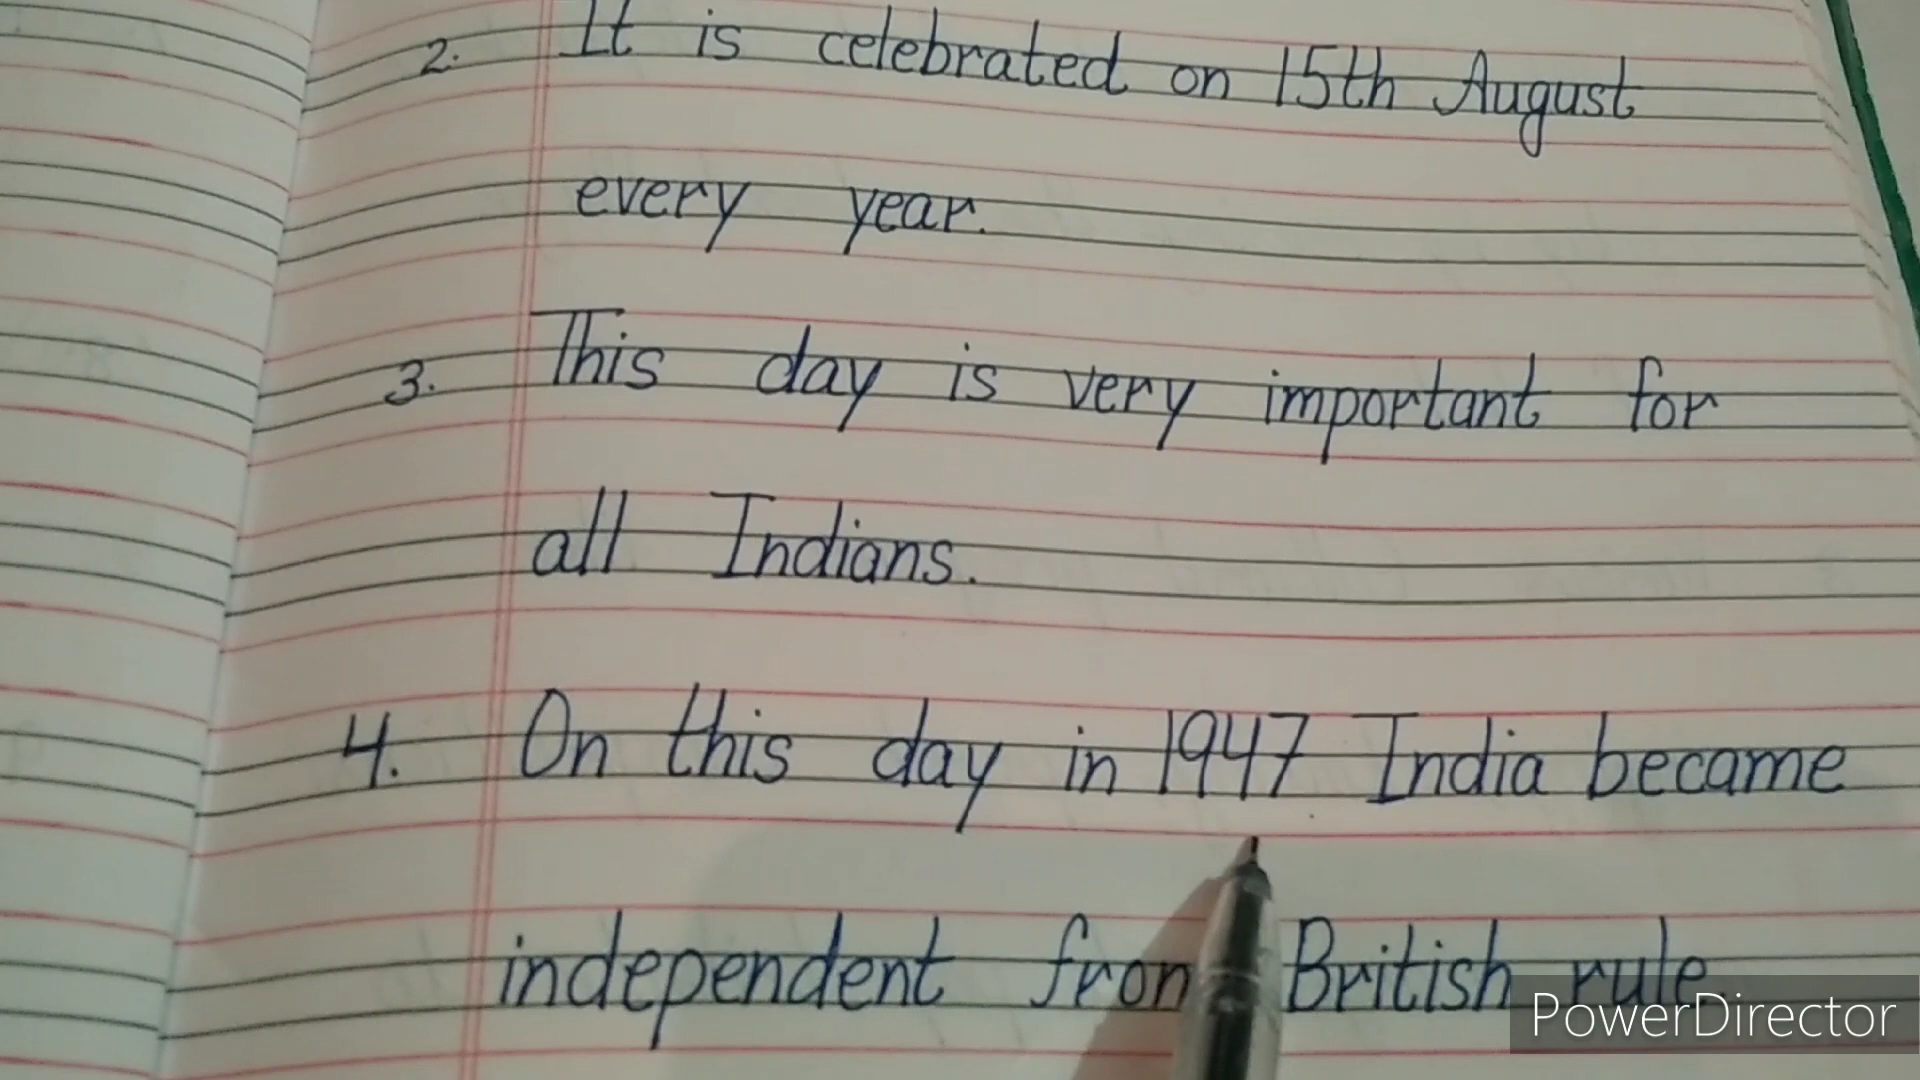 2. It is celebrated on 15th August
every year.
3. This day is very important for
all Indians.
4. On this day in 1947 India became
independent from British rule.
PowerDirector